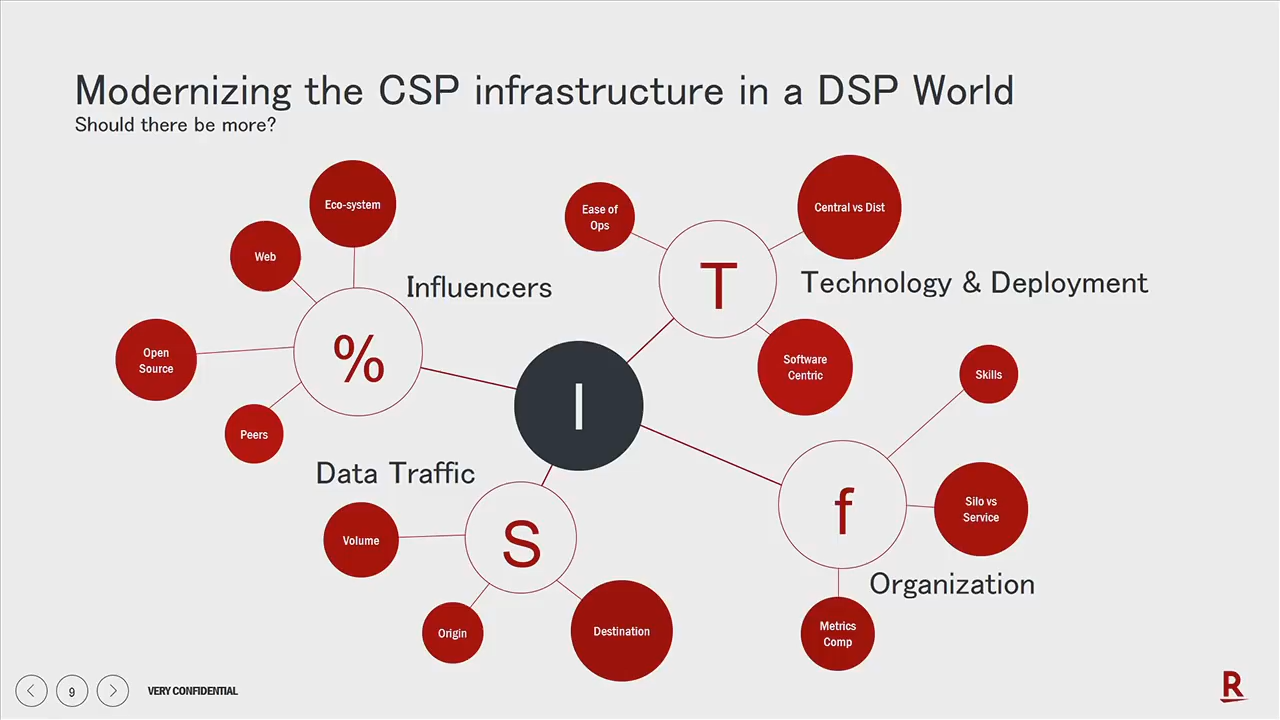 Modernizing the CSP infrastructure in a DSP World
Should there be more?
Eco-system
Web
Open
Source
Peers
%
Influencers
Ease of
Ops
Central vs Dist
T
Technology & Deployment
Software
Centric
I
Data Traffic
Volume
S
Origin
Destination
Skills
f
Silo vs
Service
Organization
Metrics
Comp
9
VERY CONFIDENTIAL
R